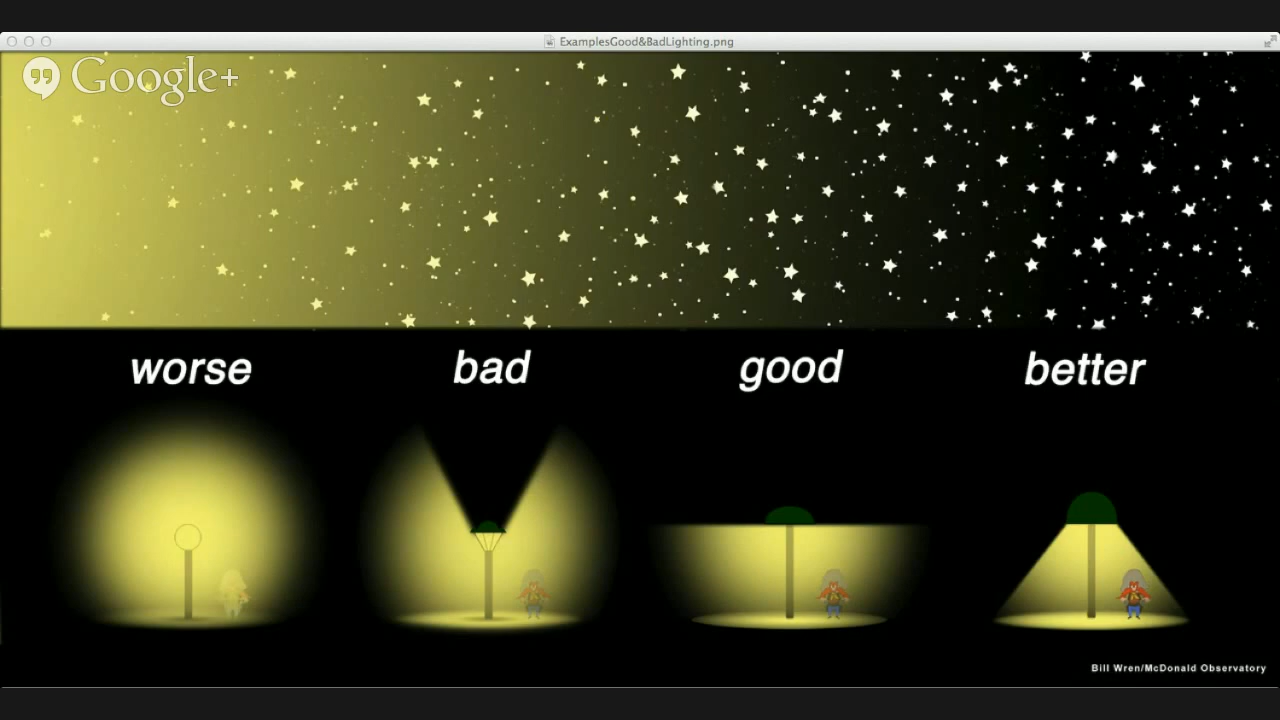 ExamplesGood&BadLighting.png
Google+
worse bad good better
Bill Wren/McDonald Observatory